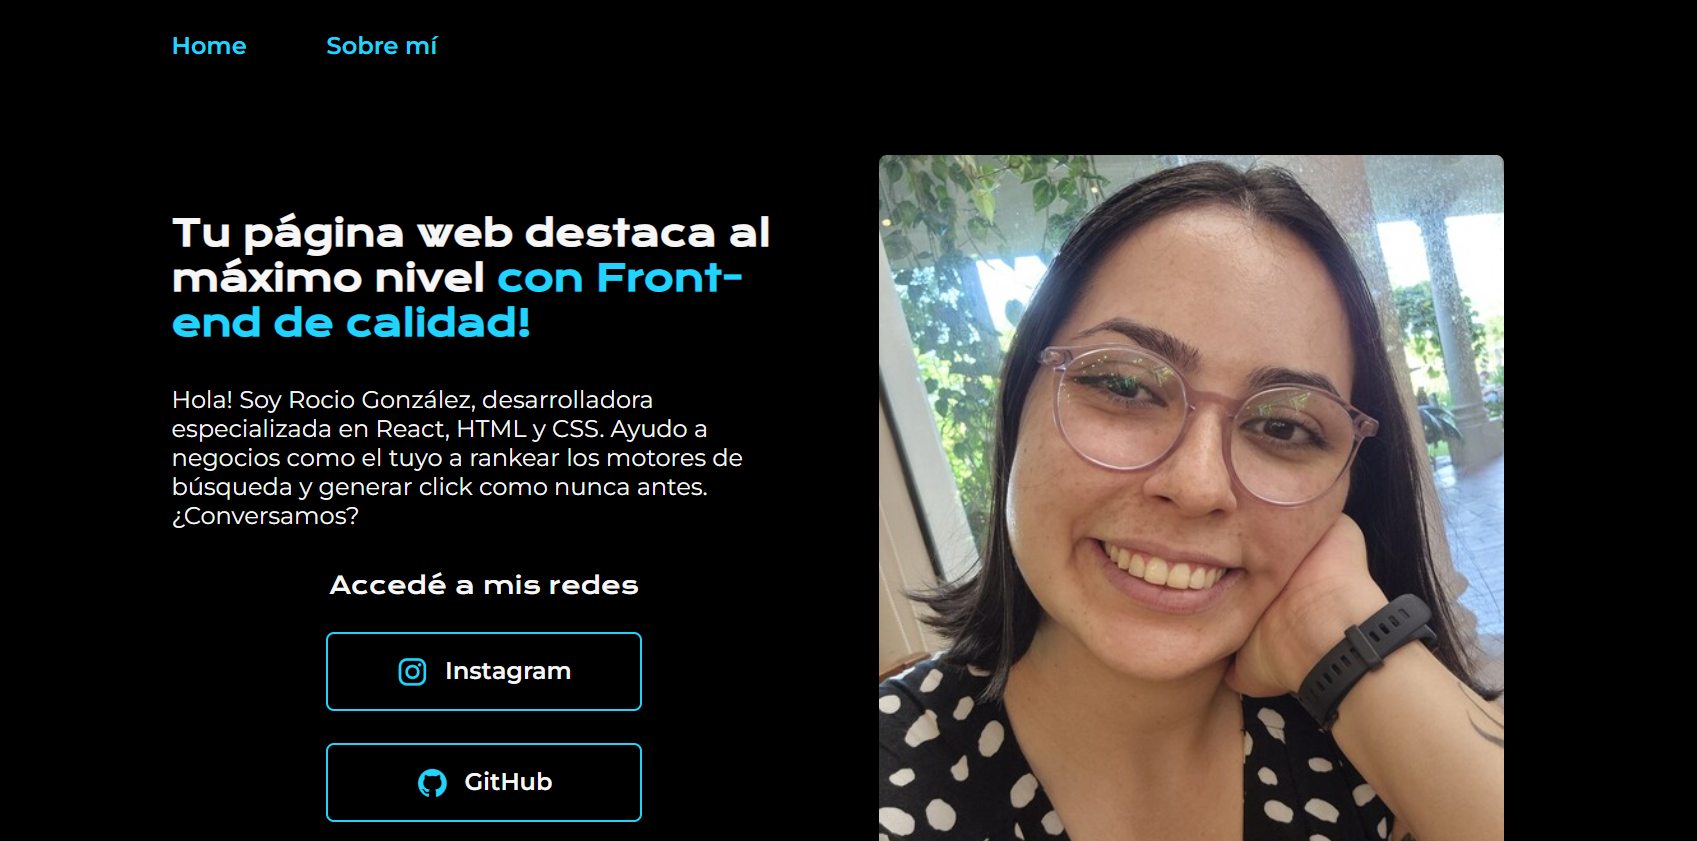 Home
Sobre mí
Tu página web destaca al
máximo nivel con Front-
end de calidad!
Hola! Soy Rocio González, desarrolladora
especializada en React, HTML y CSS. Ayudo a
negocios como el tuyo a rankear los motores de
búsqueda y generar click como nunca antes.
¿Conversamos?
Accedé a mis redes
Instagram
GitHub